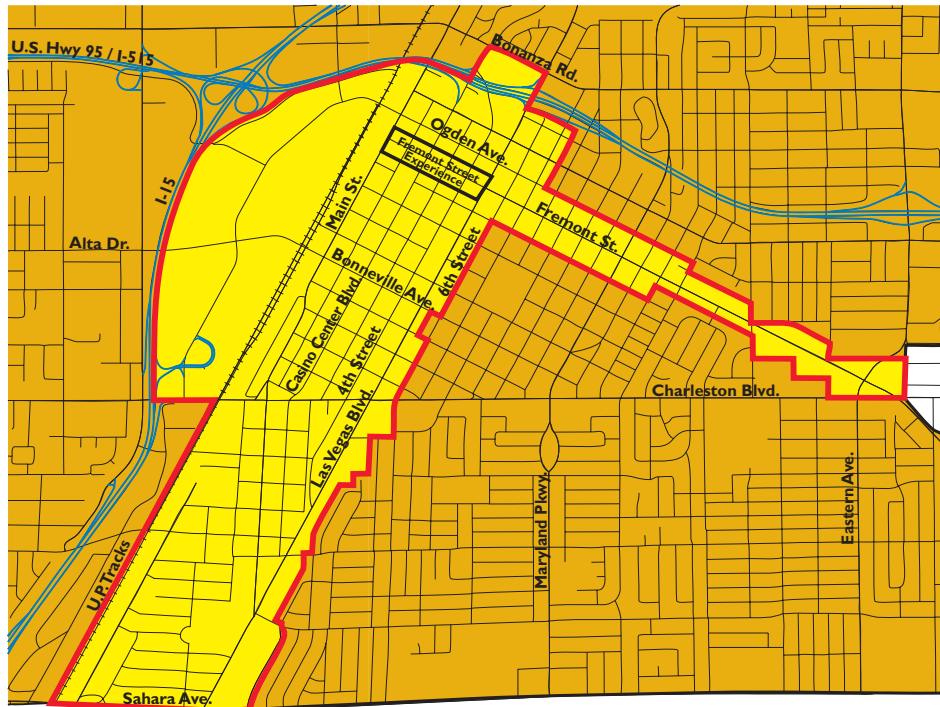 U.S. Hwy 95 / I-515
Bonanza Rd.
Ogden Ave.
Fremont Street
Experience
I-15
Main St.
Fremont St.
Alta Dr.
6th Street
Bonneville Ave.
Casino Center Blvd.
4th Street
Charleston Blvd.
Las Vegas Blvd.
Eastern Ave.
Maryland Pkwy.
U.P. Tracks
Sahara Ave.